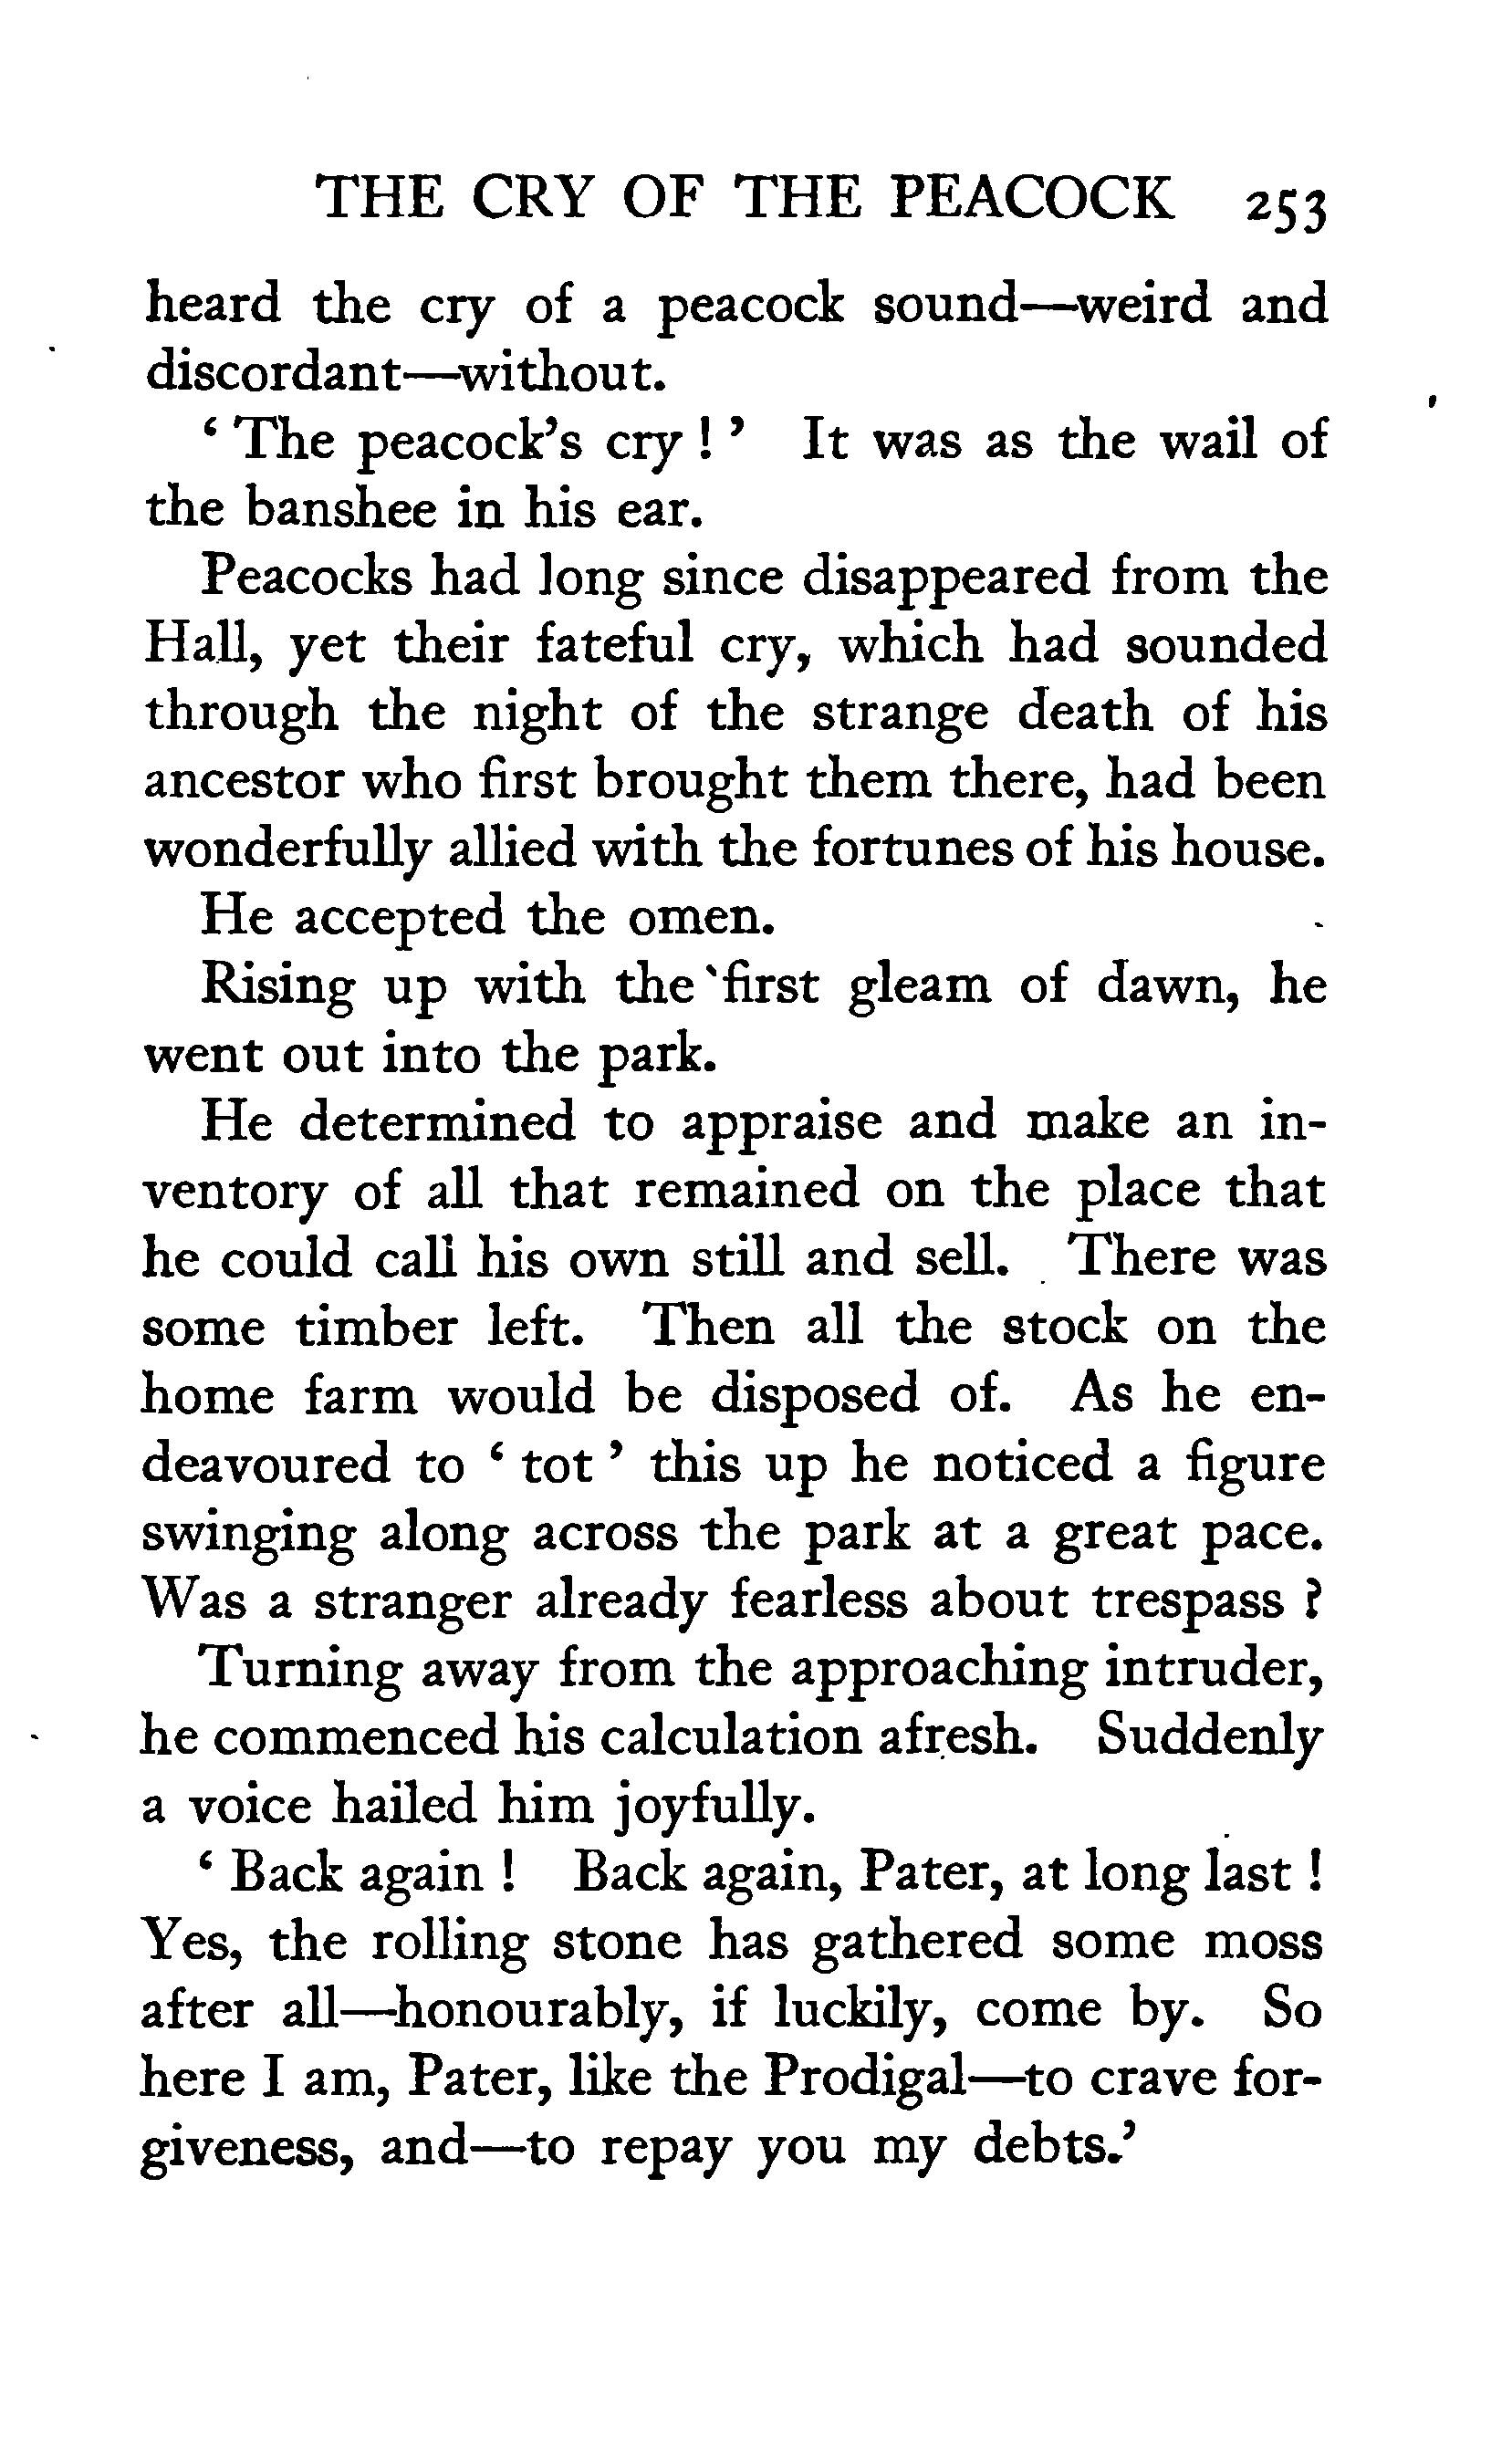 THE CRY OF THE PEACOCK 253
heard the cry of a peacock sound—weird and
discordant—without.
‘ The peacock’s cry ! ’ It was as the wail of
the banshee in his ear.
Peacocks had long since disappeared from the
Hall, yet their fateful cry, which had sounded
through the night of the strange death of his
ancestor who first brought them there, had been
wonderfully allied with the fortunes of his house.
He accepted the omen.
Rising up with the first gleam of dawn, he
went out into the park.
He determined to appraise and make an in-
ventory of all that remained on the place that
he could call his own still and sell. There was
some timber left. Then all the stock on the
home farm would be disposed of. As he en-
deavoured to ‘ tot ’ this up he noticed a figure
swinging along across the park at a great pace.
Was a stranger already fearless about trespass ?
Turning away from the approaching intruder,
he commenced his calculation afresh. Suddenly
a voice hailed him joyfully.
‘ Back again ! Back again, Pater, at long last !
Yes, the rolling stone has gathered some moss
after all—honourably, if luckily, come by. So
here I am, Pater, like the Prodigal—to crave for-
giveness, and—to repay you my debts.’